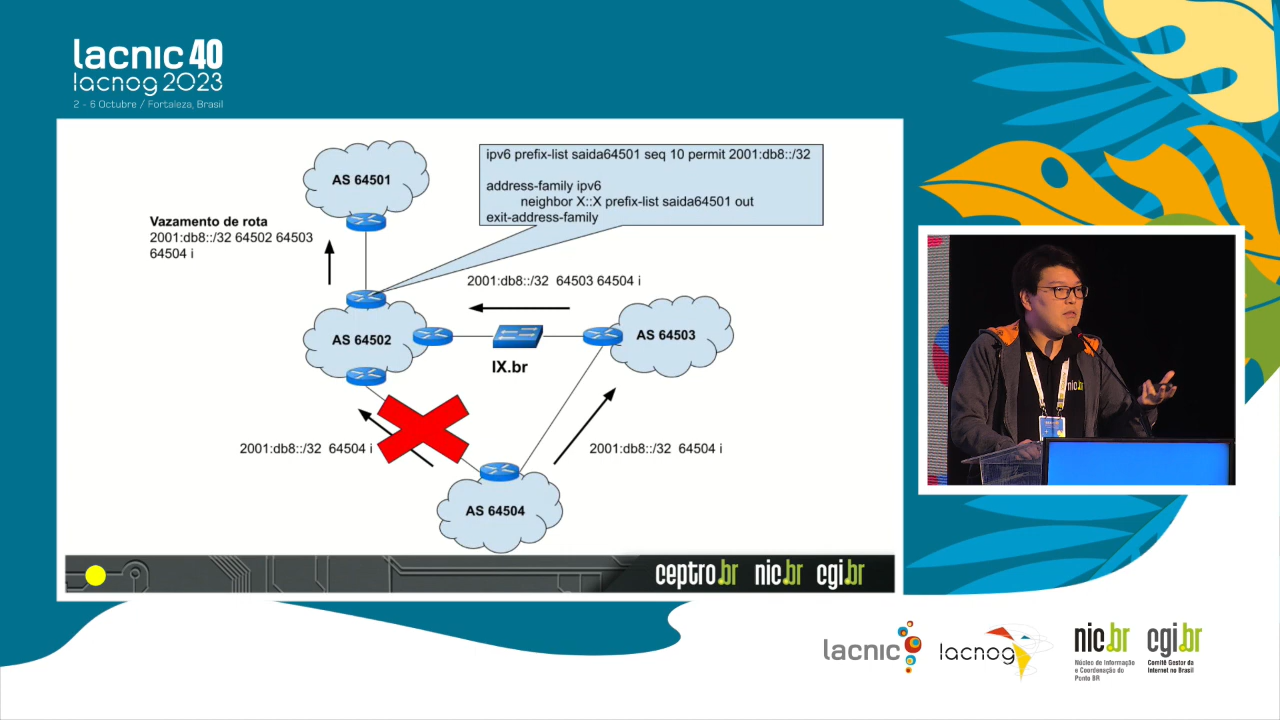 lacnic 40
lacnog 2023
2 - 6 Octubre / Fortaleza, Brasil
AS 64501
ipv6 prefix-list saida64501 seq 10 permit 2001:db8::/32
address-family ipv6
neighbor X::X prefix-list saida64501 out
exit-address-family
Vazamento de rota
2001:db8::/32 64502 64503
64504 i
2001:db8::/32 64503 64504 i
AS 64502
AS 64503
IX.br
2001:db8::/32 64504 i
2001:db8::/32 64504 i
AS 64504
ceptro.br nic.br cgi.br
nic.br
lacnic
lacnog
nic.br
Núcleo de Informação
e Coordenação do
Ponto BR
cgi.br
Comitê Gestor da
Internet no Brasil